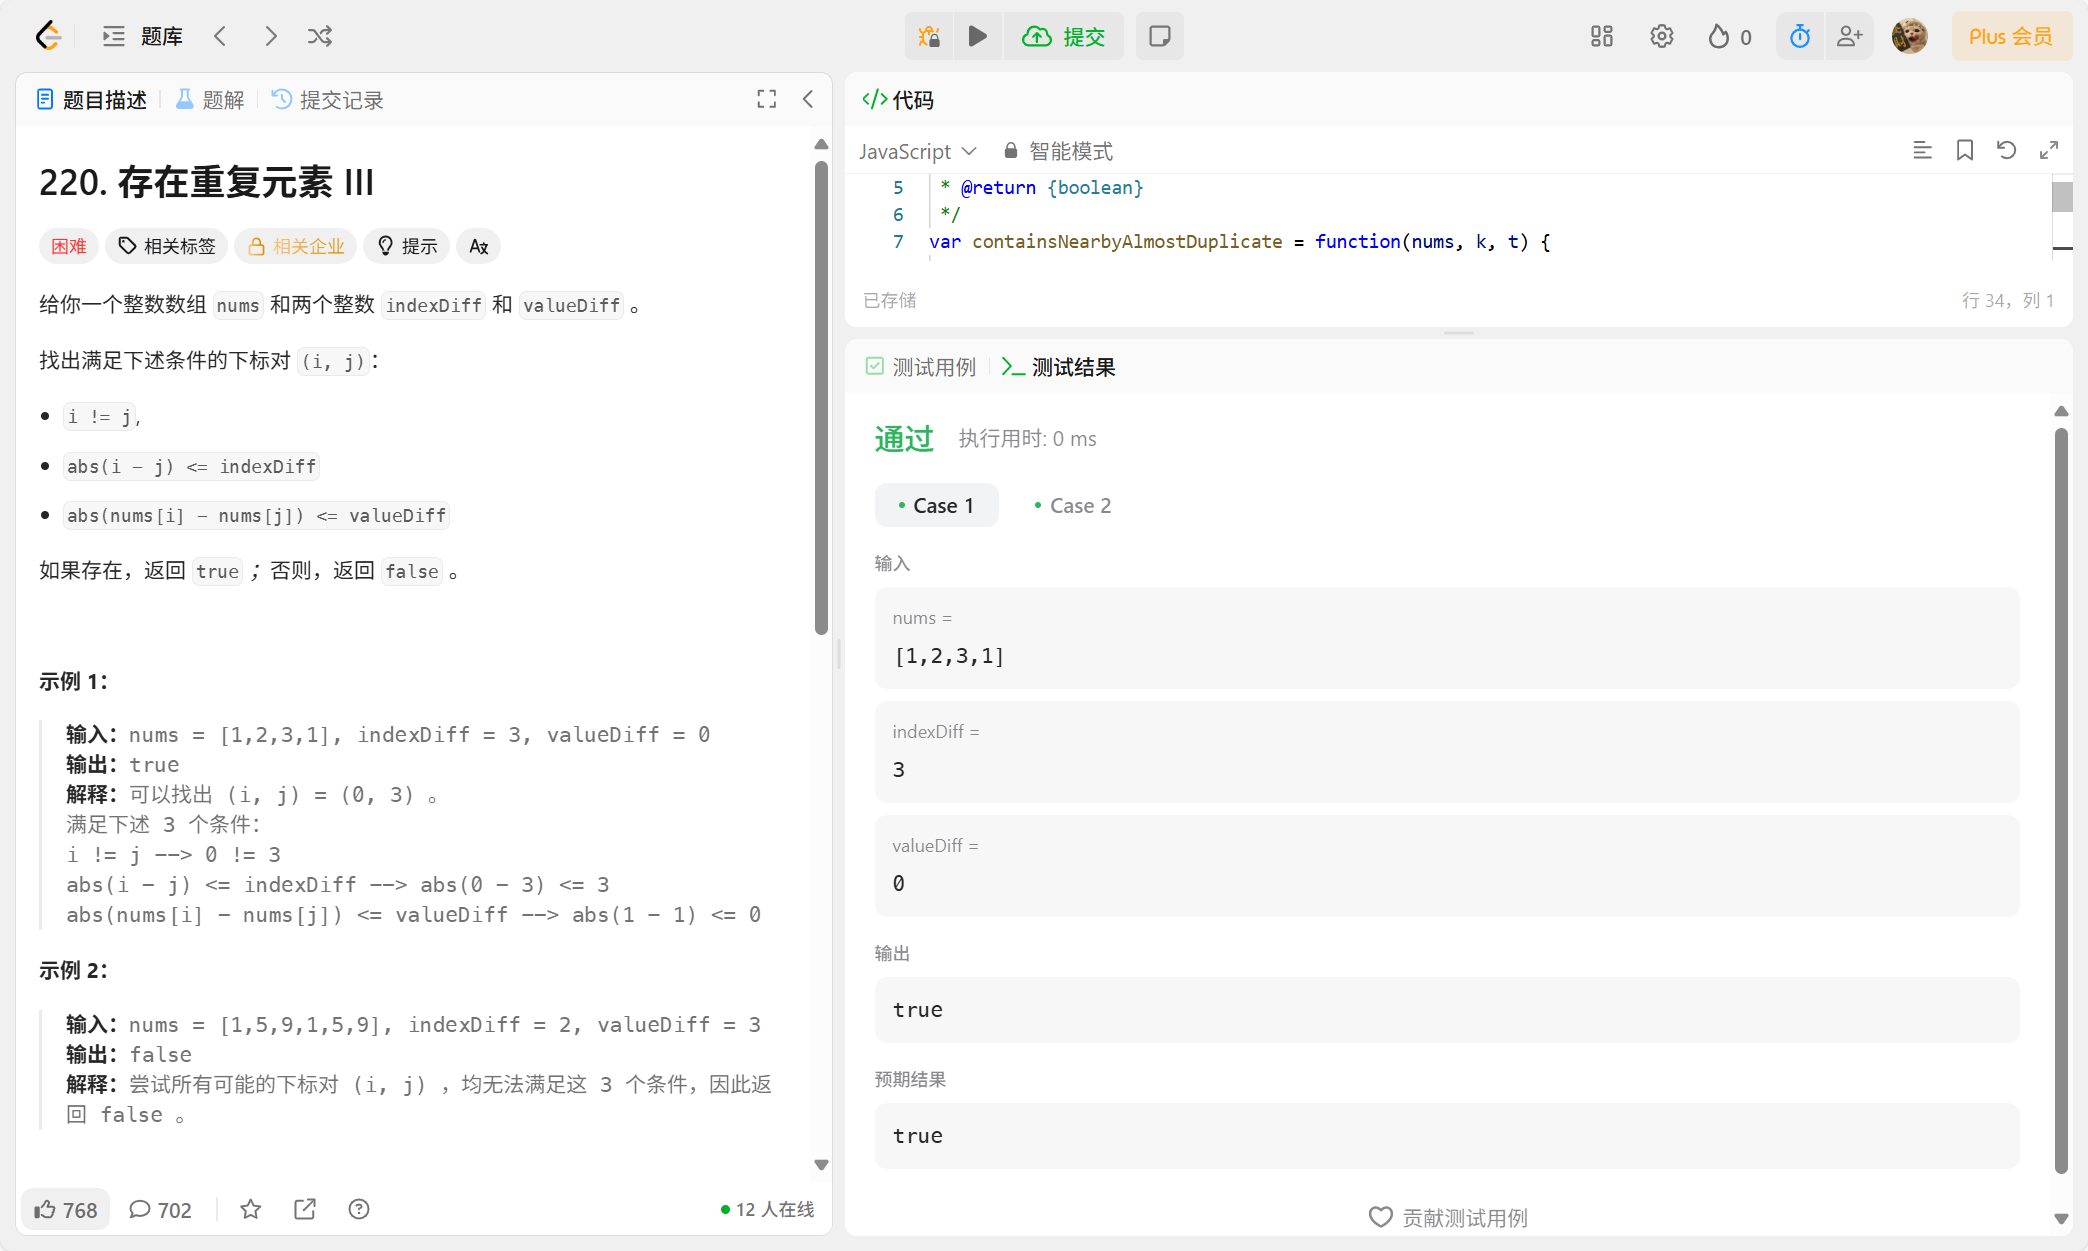 题库
提交
0
Plus 会员
题目描述
题解
提交记录
220. 存在重复元素 III
困难
相关标签
相关企业
提示
给你一个整数数组 nums 和两个整数 indexDiff 和 valueDiff 。
找出满足下述条件的下标对 (i, j)：
i != j,
abs(i - j) <= indexDiff
abs(nums[i] - nums[j]) <= valueDiff
如果存在，返回 true ；否则，返回 false 。
示例 1：
输入：nums = [1,2,3,1], indexDiff = 3, valueDiff = 0
输出：true
解释：可以找出 (i, j) = (0, 3) 。
满足下述 3 个条件：
i != j --> 0 != 3
abs(i - j) <= indexDiff --> abs(0 - 3) <= 3
abs(nums[i] - nums[j]) <= valueDiff --> abs(1 - 1) <= 0
示例 2：
输入：nums = [1,5,9,1,5,9], indexDiff = 2, valueDiff = 3
输出：false
解释：尝试所有可能的下标对 (i, j) ，均无法满足这 3 个条件，因此返
回 false 。
768
702
12 人在线
代码
JavaScript
智能模式
5 * @return {boolean}
6 */
7 var containsNearbyAlmostDuplicate = function(nums, k, t) {
已存储
行 34，列 1
测试用例
测试结果
通过
执行用时: 0 ms
Case 1
Case 2
输入
nums =
[1,2,3,1]
indexDiff =
3
valueDiff =
0
输出
true
预期结果
true
贡献测试用例